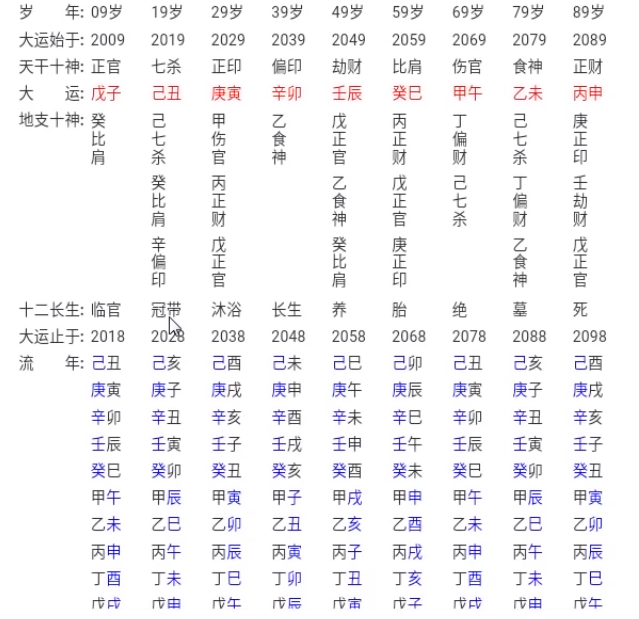 岁 年: 09岁 19岁 29岁 39岁 49岁 59岁 69岁 79岁 89岁
大运始于: 2009 2019 2029 2039 2049 2059 2069 2079 2089
天干十神: 正官 七杀 正印 偏印 劫财 比肩 伤官 食神 正财
大 运: 戊子 己丑 庚寅 辛卯 壬辰 癸巳 甲午 乙未 丙申
地支十神: 癸 己 甲 乙 戊 丙 丁 己 庚
比 七 伤 食 正 正 偏 七 正
肩 杀 官 神 官 财 财 杀 印
癸 丙 乙 戊 己 丁 壬
比 正 食 正 七 偏 劫
肩 财 神 官 杀 财 财
辛 戊 癸 庚 乙 戊
偏 正 比 正 食 正
印 官 肩 印 神 官
十二长生: 临官 冠带 沐浴 长生 养 胎 绝 墓 死
大运止于: 2018 2028 2038 2048 2058 2068 2078 2088 2098
流 年: 己丑 己亥 己酉 己未 己巳 己卯 己丑 己亥 己酉
庚寅 庚子 庚戌 庚申 庚午 庚辰 庚寅 庚子 庚戌
辛卯 辛丑 辛亥 辛酉 辛未 辛巳 辛卯 辛丑 辛亥
壬辰 壬寅 壬子 壬戌 壬申 壬午 壬辰 壬寅 壬子
癸巳 癸卯 癸丑 癸亥 癸酉 癸未 癸巳 癸卯 癸丑
甲午 甲辰 甲寅 甲子 甲戌 甲申 甲午 甲辰 甲寅
乙未 乙巳 乙卯 乙丑 乙亥 乙酉 乙未 乙巳 乙卯
丙申 丙午 丙辰 丙寅 丙子 丙戌 丙申 丙午 丙辰
丁酉 丁未 丁巳 丁卯 丁丑 丁亥 丁酉 丁未 丁巳
戊戌 戊申 戊午 戊辰 戊寅 戊子 戊戌 戊申 戊午